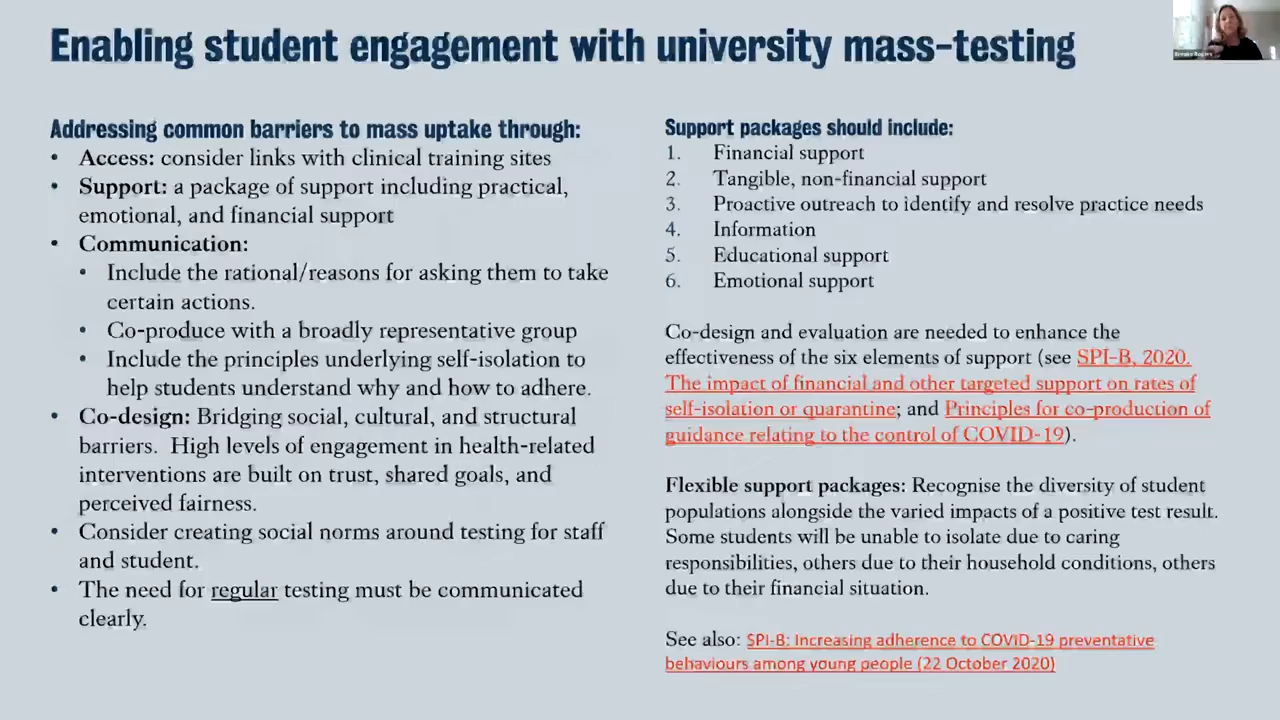 Enabling student engagement with university mass-testing
Addressing common barriers to mass uptake through:
• Access: consider links with clinical training sites
• Support: a package of support including practical,
emotional, and financial support
• Communication:
• Include the rational/reasons for asking them to take
certain actions.
• Co-produce with a broadly representative group
• Include the principles underlying self-isolation to
help students understand why and how to adhere.
• Co-design: Bridging social, cultural, and structural
barriers. High levels of engagement in health-related
interventions are built on trust, shared goals, and
perceived fairness.
• Consider creating social norms around testing for staff
and student.
• The need for regular testing must be communicated
clearly.
Support packages should include:
1. Financial support
2. Tangible, non-financial support
3. Proactive outreach to identify and resolve practice needs
4. Information
5. Educational support
6. Emotional support
Co-design and evaluation are needed to enhance the
effectiveness of the six elements of support (see SPI-B, 2020.
The impact of financial and other targeted support on rates of
self-isolation or quarantine; and Principles for co-production of
guidance relating to the control of COVID-19).
Flexible support packages: Recognise the diversity of student
populations alongside the varied impacts of a positive test result.
Some students will be unable to isolate due to caring
responsibilities, others due to their household conditions, others
due to their financial situation.
See also: SPI-B: Increasing adherence to COVID-19 preventative
behaviours among young people (22 October 2020)